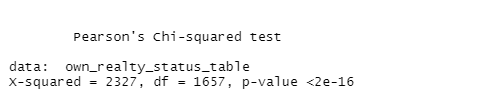 Pearson's Chi-squared test
data:  own_realty_status_table
X-squared = 2327, df = 1657, p-value <2e-16